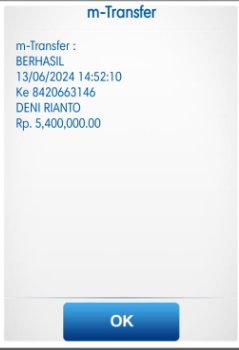 m-Transfer
m-Transfer :
BERHASIL
13/06/2024 14:52:10
Ke 8420663146
DENI RIANTO
Rp. 5,400,000.00
OK